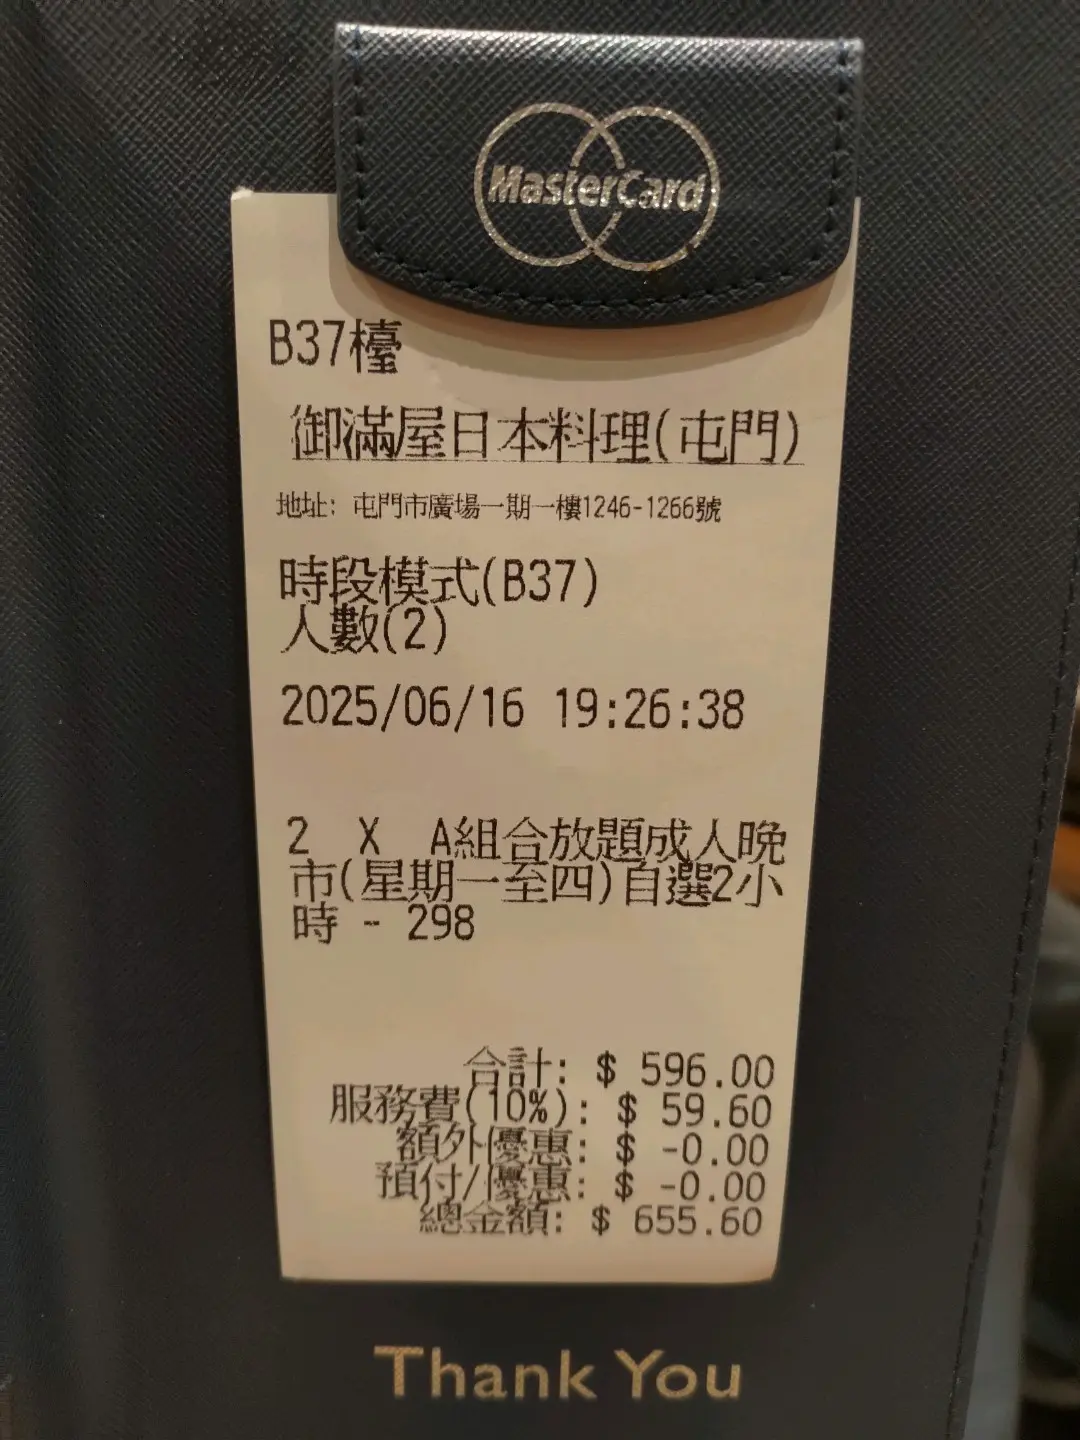 MasterCard
B37檯
御滿屋日本料理(屯門)
地址: 屯門市廣場一期一樓1246-1266號
時段模式(B37)
人數(2)
2025/06/16 19:26:38
2 X A組合放題成人晚
市(星期一至四)自選2小
時 - 298
合計: $ 596.00
服務費(10%): $ 59.60
額外優惠: $ -0.00
預付/優惠: $ -0.00
總金額: $ 655.60
Thank You